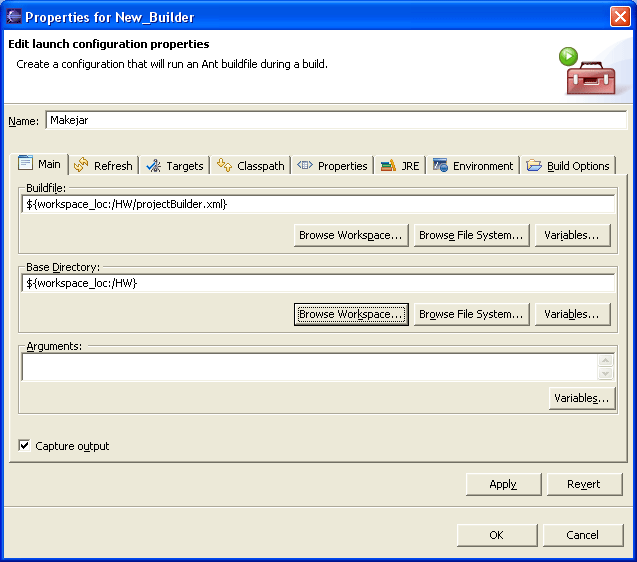 Properties for New_Builder
Edit launch configuration properties
Create a configuration that will run an Ant buildfile during a build.
Name: Makejar
Main Refresh Targets Classpath Properties JRE Environment Build Options
Buildfile:
${workspace_loc:/HW/projectBuilder.xml}
Browse Workspace... Browse File System... Variables...
Base Directory:
${workspace_loc:/HW}
Browse Workspace... Browse File System... Variables...
Arguments:
Variables...
Capture output
Apply Revert
OK Cancel